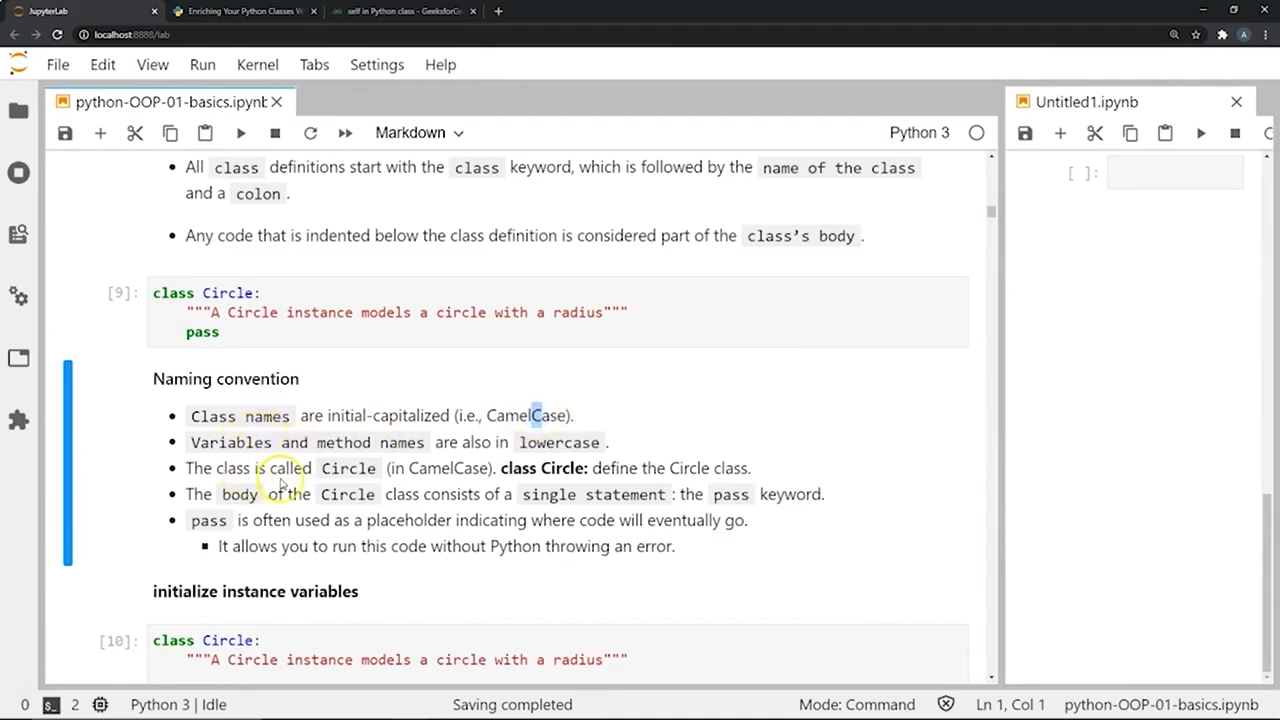 JupyterLab
Enriching Your Python Classes W
self in Python class - GeeksforGe
localhost:8888/lab
A
File Edit View Run Kernel Tabs Settings Help
python-OOP-01-basics.ipynb
Untitled1.ipynb
Markdown
Python 3
All class definitions start with the class keyword, which is followed by the name of the class
and a colon .
Any code that is indented below the class definition is considered part of the class’s body .
[ ]:
[9]: class Circle:
"""A Circle instance models a circle with a radius"""
pass
Naming convention
Class names are initial-capitalized (i.e., CamelCase).
Variables and method names are also in lowercase .
The class is called Circle (in CamelCase). class Circle: define the Circle class.
The body of the Circle class consists of a single statement : the pass keyword.
pass is often used as a placeholder indicating where code will eventually go.
It allows you to run this code without Python throwing an error.
initialize instance variables
[10]: class Circle:
"""A Circle instance models a circle with a radius"""
0 $_ 2 Python 3 | Idle Saving completed Mode: Command Ln 1, Col 1 python-OOP-01-basics.ipynb